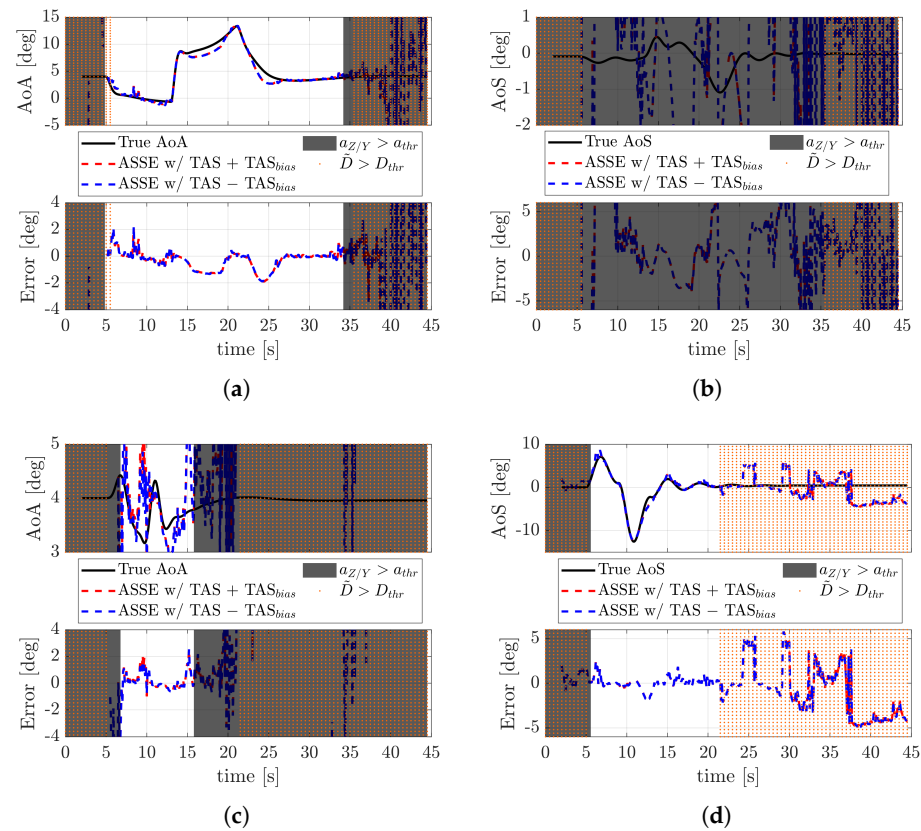 15
10
5
0
-5
AoA [deg]
True AoA
ASSE w/ TAS + TAS_bias
ASSE w/ TAS − TAS_bias
a_Z/Y > a_thr
D̃ > D_thr
4
2
0
-2
-4
Error [deg]
0 5 10 15 20 25 30 35 40 45
time [s]
(a)
1
0
-1
-2
AoS [deg]
True AoS
ASSE w/ TAS + TAS_bias
ASSE w/ TAS − TAS_bias
a_Z/Y > a_thr
D̃ > D_thr
5
0
-5
Error [deg]
0 5 10 15 20 25 30 35 40 45
time [s]
(b)
5
4
3
AoA [deg]
True AoA
ASSE w/ TAS + TAS_bias
ASSE w/ TAS − TAS_bias
a_Z/Y > a_thr
D̃ > D_thr
4
2
0
-2
-4
Error [deg]
0 5 10 15 20 25 30 35 40 45
time [s]
(c)
10
0
-10
AoS [deg]
True AoS
ASSE w/ TAS + TAS_bias
ASSE w/ TAS − TAS_bias
a_Z/Y > a_thr
D̃ > D_thr
5
0
-5
Error [deg]
0 5 10 15 20 25 30 35 40 45
time [s]
(d)